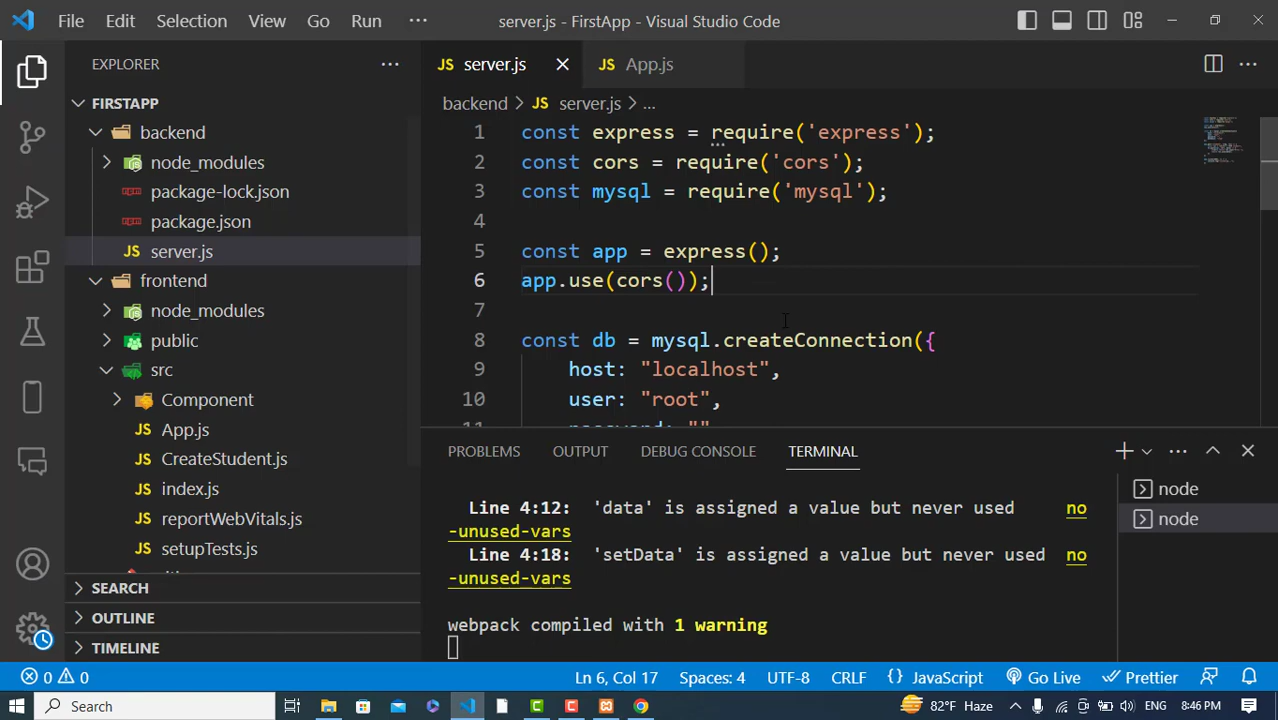 File Edit Selection View Go Run ··· server.js - FirstApp - Visual Studio Code
EXPLORER ···
FIRSTAPP
backend
node_modules
package-lock.json
package.json
JS server.js
frontend
node_modules
public
src
Component
JS App.js
JS CreateStudent.js
JS index.js
JS reportWebVitals.js
JS setupTests.js
SEARCH
OUTLINE
TIMELINE
JS server.js JS App.js
backend > JS server.js > ...
1 const express = require('express');
2 const cors = require('cors');
3 const mysql = require('mysql');
4
5 const app = express();
6 app.use(cors());
7
8 const db = mysql.createConnection({
9 host: "localhost",
10 user: "root",
11 password: ""
PROBLEMS OUTPUT DEBUG CONSOLE TERMINAL
Line 4:12: 'data' is assigned a value but never used no
-unused-vars
Line 4:18: 'setData' is assigned a value but never used no
-unused-vars
webpack compiled with 1 warning
node
node
0 0 Ln 6, Col 17 Spaces: 4 UTF-8 CRLF {} JavaScript Go Live Prettier
Search 82°F Haze ENG 8:46 PM